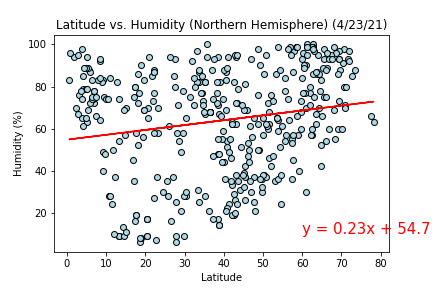 Latitude vs. Humidity (Northern Hemisphere) (4/23/21)
100
80
60
40
20
Humidity (%)
y = 0.23x + 54.7
0 10 20 30 40 50 60 70 80
Latitude